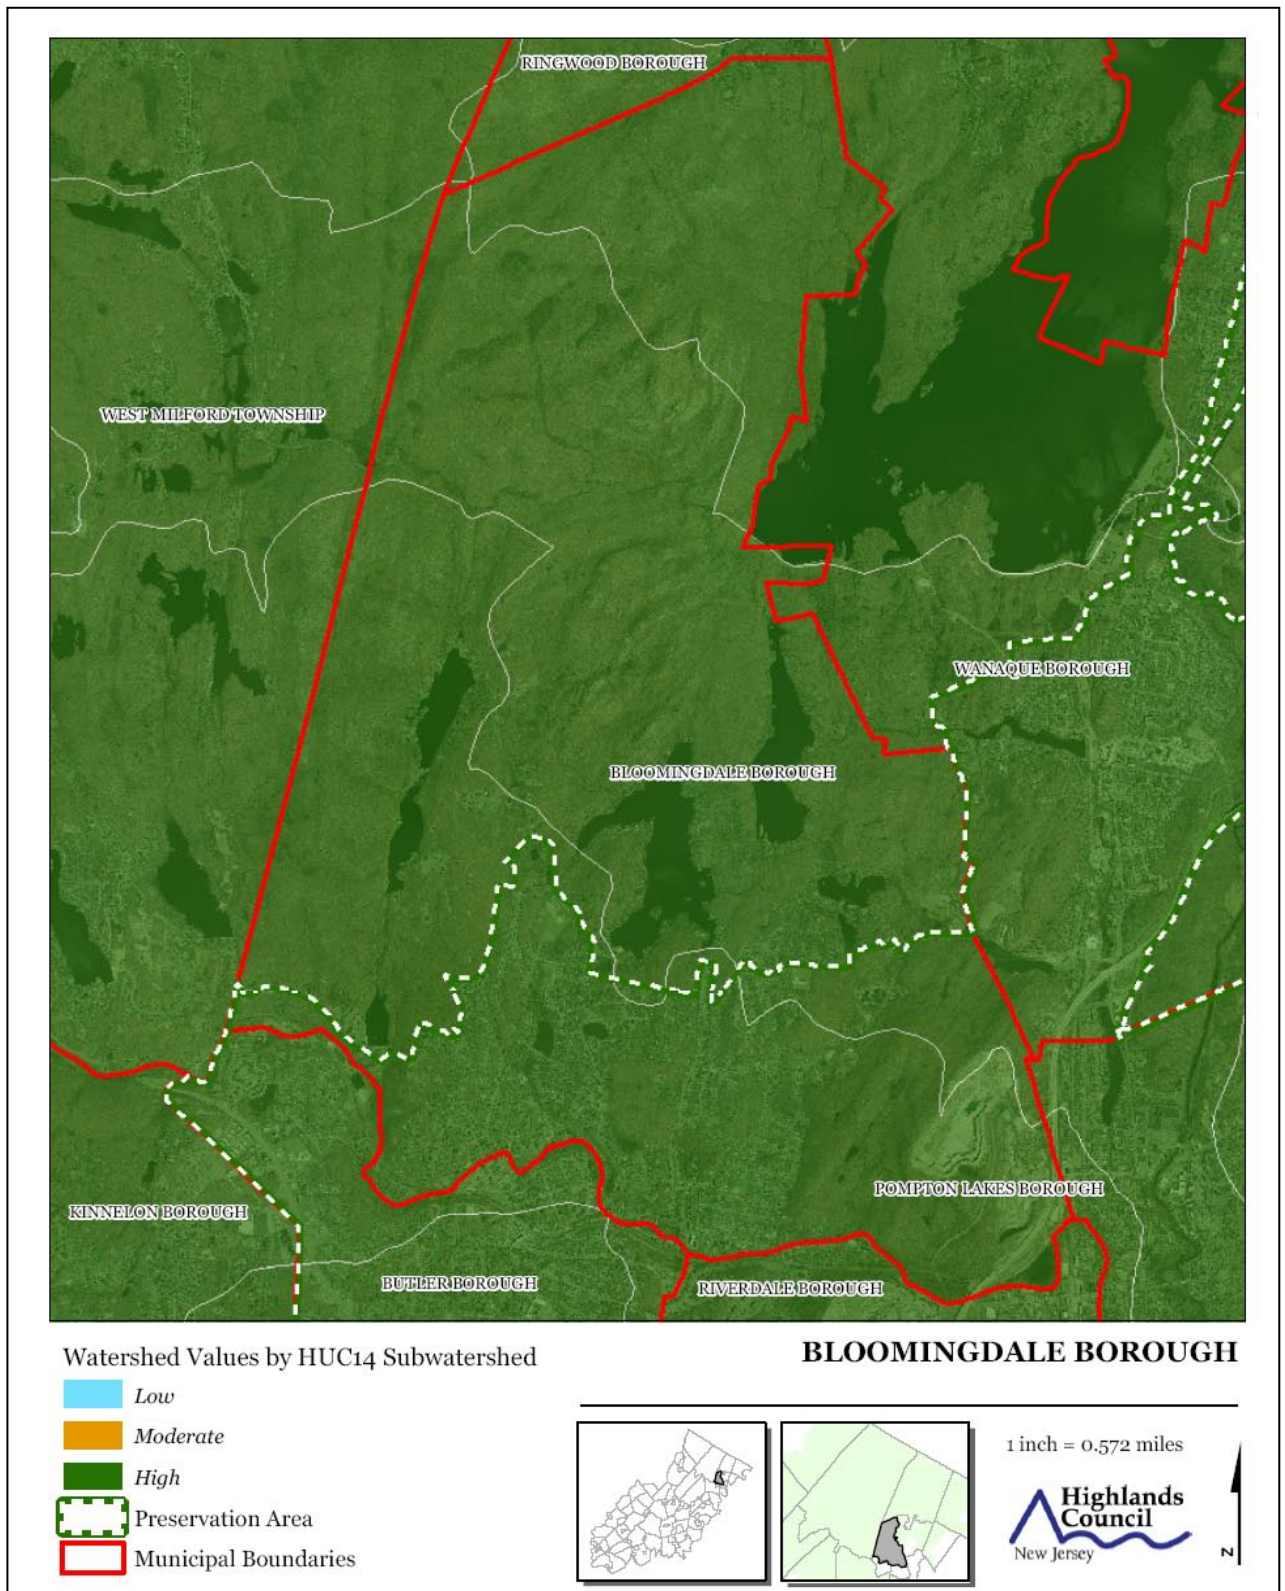 RINGWOOD BOROUGH
WEST MILFORD TOWNSHIP
WANAQUE BOROUGH
BLOOMINGDALE BOROUGH
POMPTON LAKES BOROUGH
KINNELON BOROUGH
BUTLER BOROUGH
RIVERDALE BOROUGH
BLOOMINGDALE BOROUGH
Watershed Values by HUC14 Subwatershed
Low
Moderate
High
Preservation Area
Municipal Boundaries
1 inch = 0.572 miles
Highlands
Council
New Jersey
N